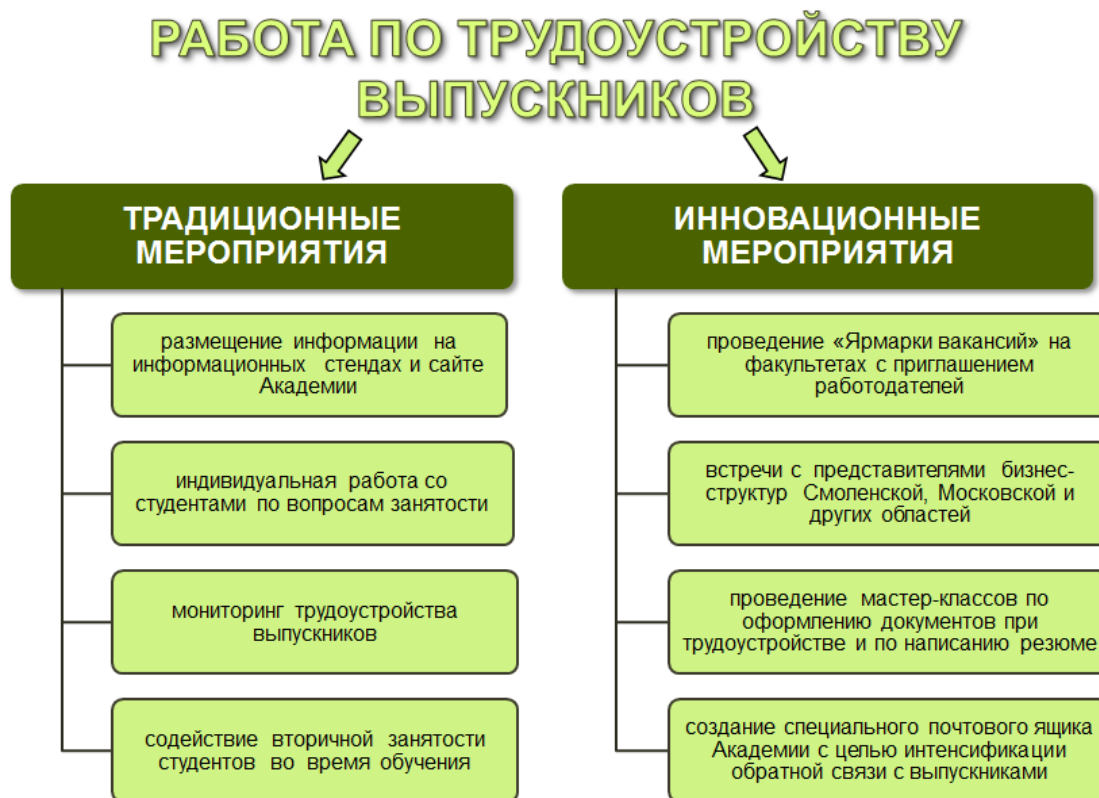 РАБОТА ПО ТРУДОУСТРОЙСТВУ
ВЫПУСКНИКОВ
ТРАДИЦИОННЫЕ
МЕРОПРИЯТИЯ
размещение информации на
информационных стендах и сайте
Академии
индивидуальная работа со
студентами по вопросам занятости
мониторинг трудоустройства
выпускников
содействие вторичной занятости
студентов во время обучения
ИННОВАЦИОННЫЕ
МЕРОПРИЯТИЯ
проведение «Ярмарки вакансий» на
факультетах с приглашением
работодателей
встречи с представителями бизнес-
структур Смоленской, Московской и
других областей
проведение мастер-классов по
оформлению документов при
трудоустройстве и по написанию резюме
создание специального почтового ящика
Академии с целью интенсификации
обратной связи с выпускниками